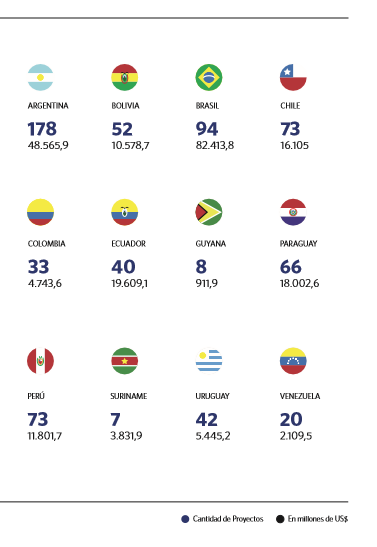 ARGENTINA BOLIVIA BRASIL CHILE
178 52 94 73
48.565,9 10.578,7 82.413,8 16.105
COLOMBIA ECUADOR GUYANA PARAGUAY
33 40 8 66
4.743,6 19.609,1 911,9 18.002,6
PERÚ SURINAME URUGUAY VENEZUELA
73 7 42 20
11.801,7 3.831,9 5.445,2 2.109,5
Cantidad de Proyectos En millones de US$